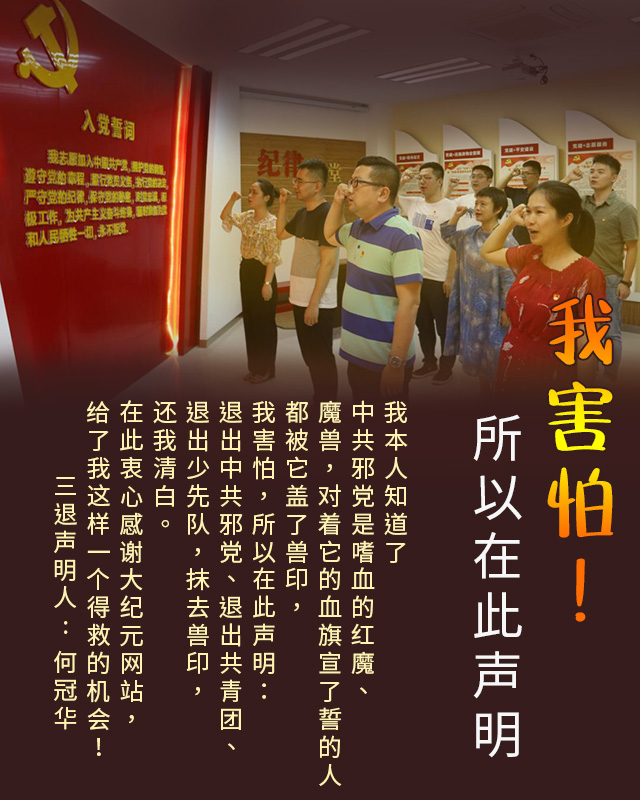 入党誓词
我志愿加入中国共产党，拥护党的纲领，
遵守党的章程，履行党员义务，执行党的决定，
严守党的纪律，保守党的秘密，对党忠诚，积
极工作，为共产主义奋斗终身，
和人民牺牲一切，永不叛党。
纪律
堂
我害怕！
所以在此声明
我本人知道了
中共邪党是嗜血的红魔、
魔兽，对着它的血旗宣了誓的人
都被它盖了兽印，
我害怕，所以在此声明：
退出中共邪党、退出共青团、
退出少先队，抹去兽印，
还我清白。
在此衷心感谢大纪元网站，
给了我这样一个得救的机会！
三退声明人：何冠华